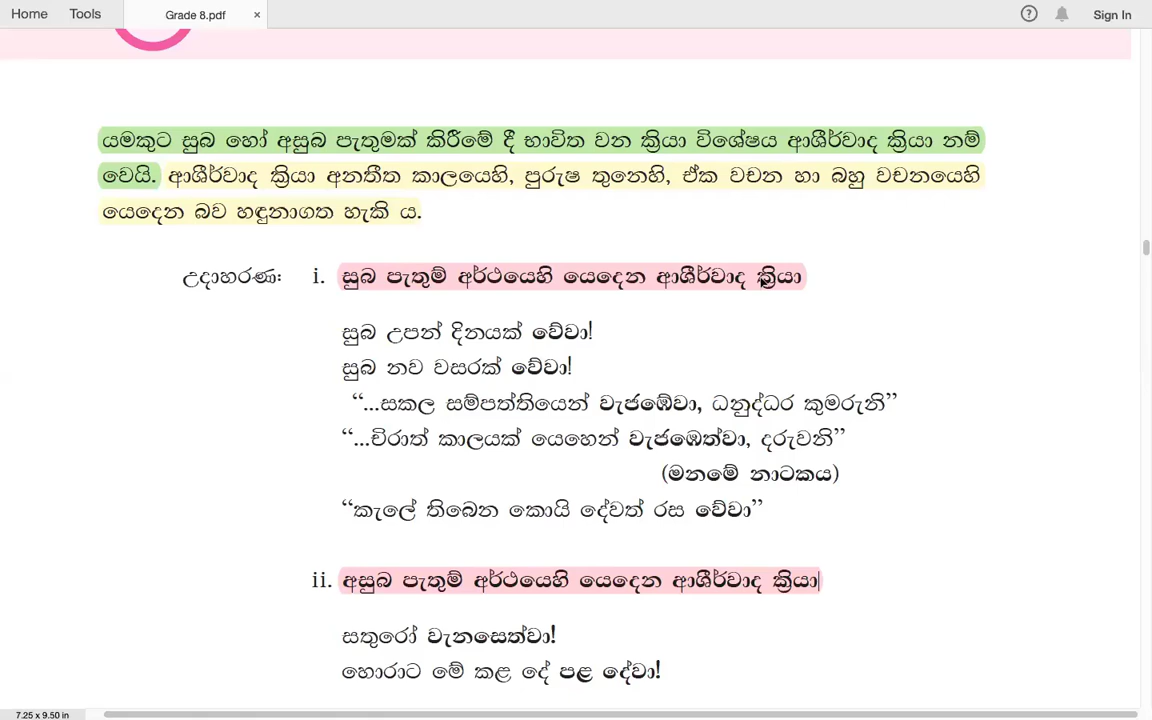 Home Tools Grade 8.pdf × Sign In
යමකුට සුබ හෝ අසුබ පැතුමක් කිරීමේ දී භාවිත වන ක්‍රියා විශේෂය ආශීර්වාද ක්‍රියා නම්
වෙයි. ආශීර්වාද ක්‍රියා අනතීත කාලයෙහි, පුරුෂ තුනෙහි, ඒක වචන හා බහු වචනයෙහි
යෙදෙන බව හඳුනාගත හැකි ය.
උදාහරණ: i. සුබ පැතුම් අර්ථයෙහි යෙදෙන ආශීර්වාද ක්‍රියා
සුබ උපන් දිනයක් වේවා!
සුබ නව වසරක් වේවා!
“...සකල සම්පත්තියෙන් වැජඹේවා, ධනුද්ධර කුමරුනි”
“...චිරාත් කාලයක් යෙහෙන් වැජඹෙත්වා, දරුවනි”
(මනමේ නාටකය)
“කැලේ තිබෙන කොයි දේවත් රස වේවා”
ii. අසුබ පැතුම් අර්ථයෙහි යෙදෙන ආශීර්වාද ක්‍රියා
සතුරෝ වැනසෙත්වා!
හොරාට මේ කළ දේ පළ දේවා!
7.25 x 9.50 in